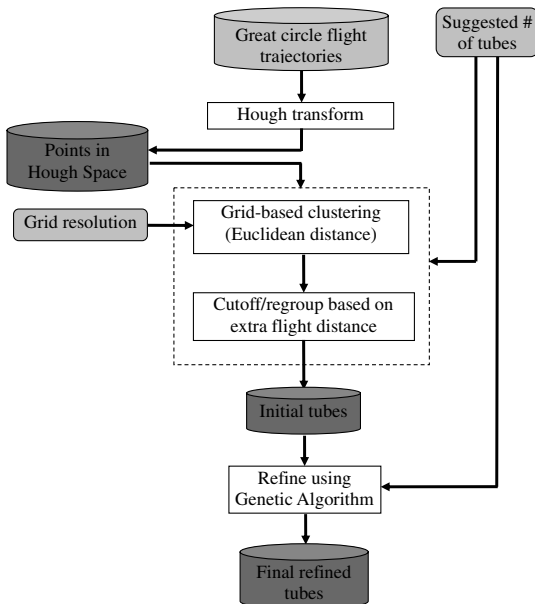 Great circle flight
trajectories
Suggested #
of tubes
Hough transform
Points in
Hough Space
Grid resolution
Grid-based clustering
(Euclidean distance)
Cutoff/regroup based on
extra flight distance
Initial tubes
Refine using
Genetic Algorithm
Final refined
tubes